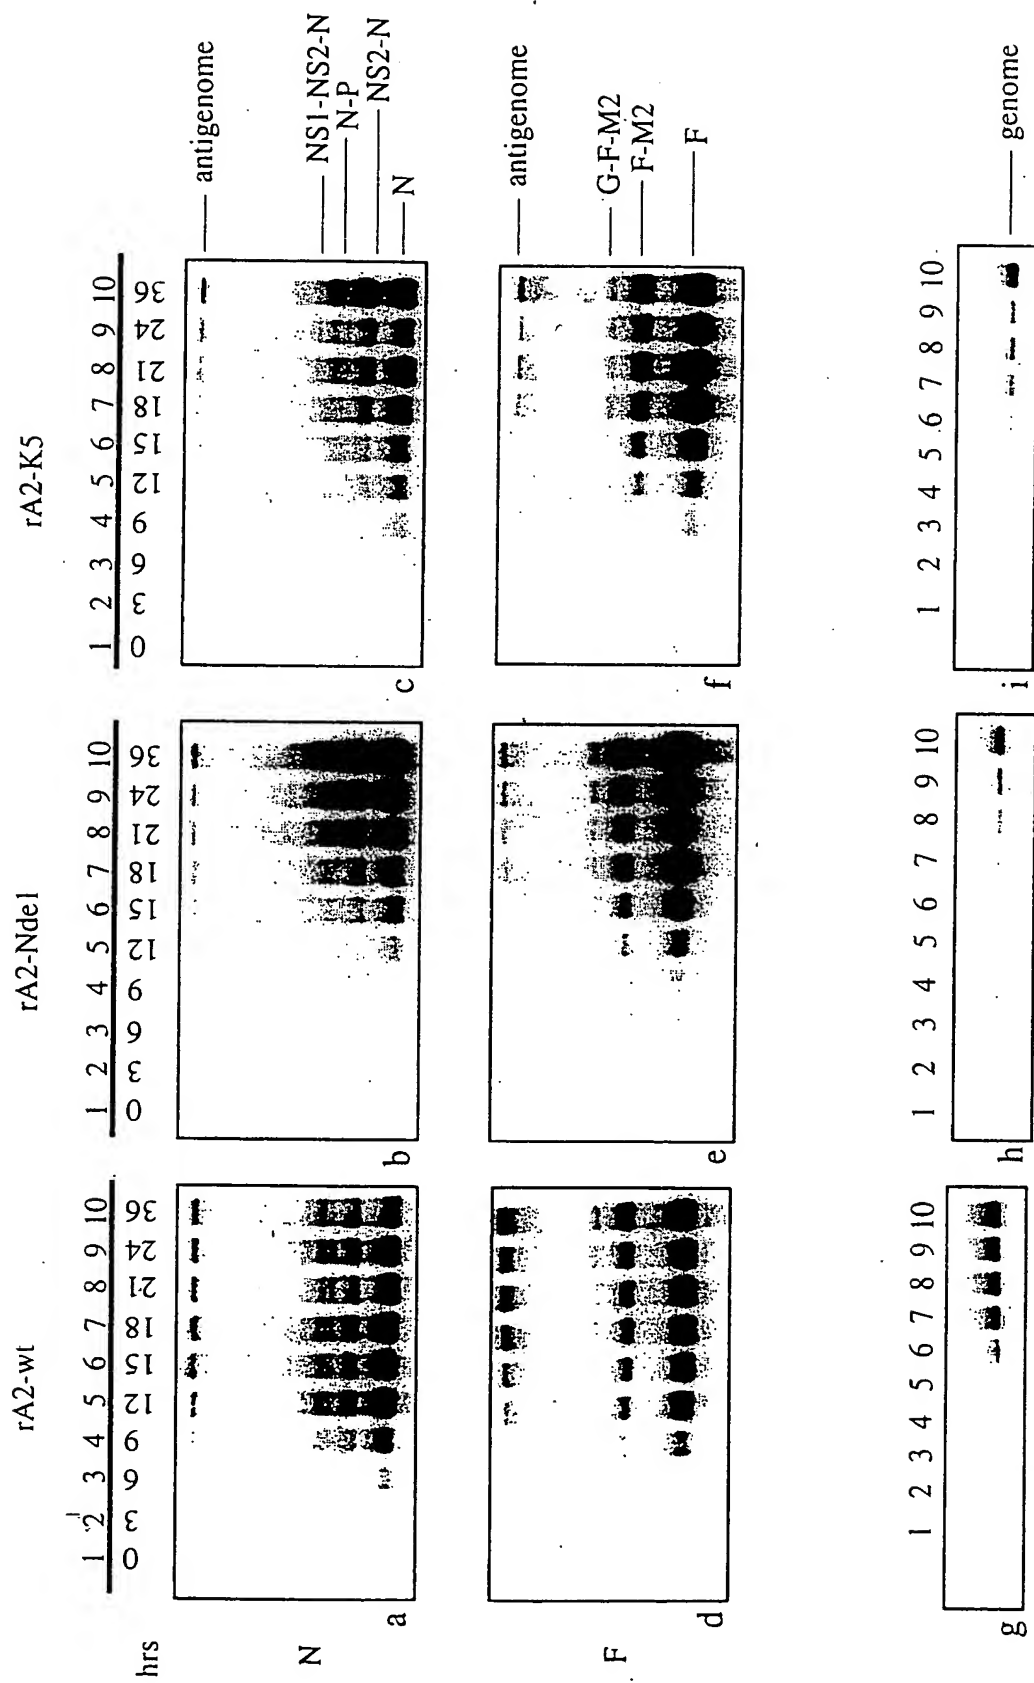 rA2-wt rA2-Nde1 rA2-K5
1 2 3 4 5 6 7 8 9 10 1 2 3 4 5 6 7 8 9 10 1 2 3 4 5 6 7 8 9 10
hrs 0 3 6 9 12 15 18 21 24 36 0 3 6 9 12 15 18 21 24 36 0 3 6 9 12 15 18 21 24 36
antigenome
N
NS1-NS2-N
N-P
NS2-N
N
a b c
antigenome
F
G-F-M2
F-M2
F
d e f
1 2 3 4 5 6 7 8 9 10 1 2 3 4 5 6 7 8 9 10 1 2 3 4 5 6 7 8 9 10
genome
g h i